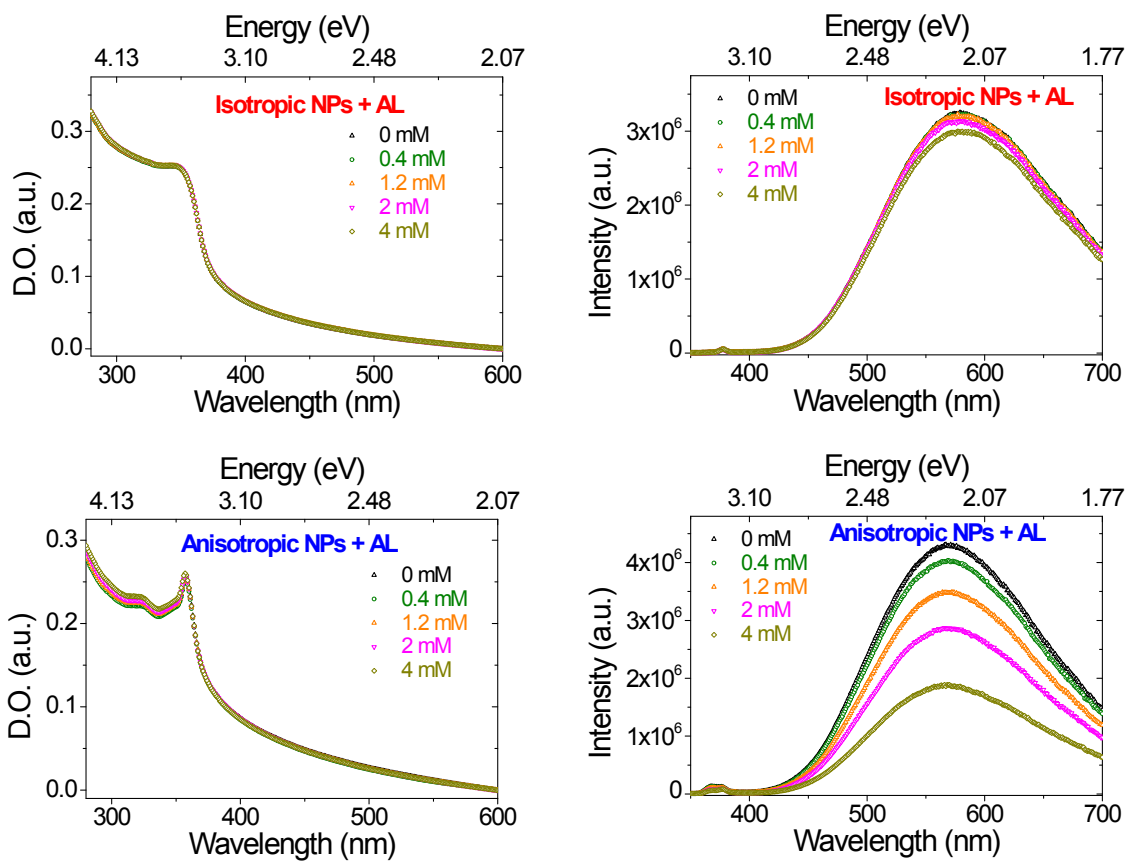 Energy (eV)
4.13 3.10 2.48 2.07
Isotropic NPs + AL
0 mM
0.4 mM
1.2 mM
2 mM
4 mM
D.O. (a.u.)
0.3
0.2
0.1
0.0
300 400 500 600
Wavelength (nm)
Energy (eV)
3.10 2.48 2.07 1.77
Isotropic NPs + AL
0 mM
0.4 mM
1.2 mM
2 mM
4 mM
Intensity (a.u.)
3x10⁶
2x10⁶
1x10⁶
0
400 500 600 700
Wavelength (nm)
Energy (eV)
4.13 3.10 2.48 2.07
Anisotropic NPs + AL
0 mM
0.4 mM
1.2 mM
2 mM
4 mM
D.O. (a.u.)
0.3
0.2
0.1
0.0
300 400 500 600
Wavelength (nm)
Energy (eV)
3.10 2.48 2.07 1.77
Anisotropic NPs + AL
0 mM
0.4 mM
1.2 mM
2 mM
4 mM
Intensity (a.u.)
4x10⁶
3x10⁶
2x10⁶
1x10⁶
0
400 500 600 700
Wavelength (nm)